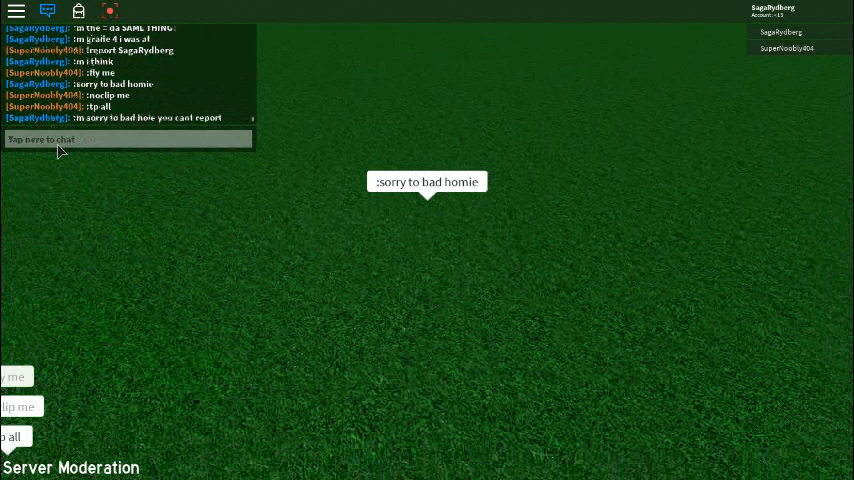 SagaRydberg
Account: <13
SagaRydberg
SuperNoobly404
[SagaRydberg]: :m the = da SAME THING
[SagaRydberg]: :m grade 4 i was at
[SuperNoobly404]: :report SagaRydberg
[SagaRydberg]: :m i think
[SuperNoobly404]: :fly me
[SagaRydberg]: :sorry to bad homie
[SuperNoobly404]: :noclip me
[SuperNoobly404]: :tp all
[SagaRydberg]: :m sorry to bad hoie you cant report
Tap here to chat
:sorry to bad homie
y me
lip me
p all
Server Moderation